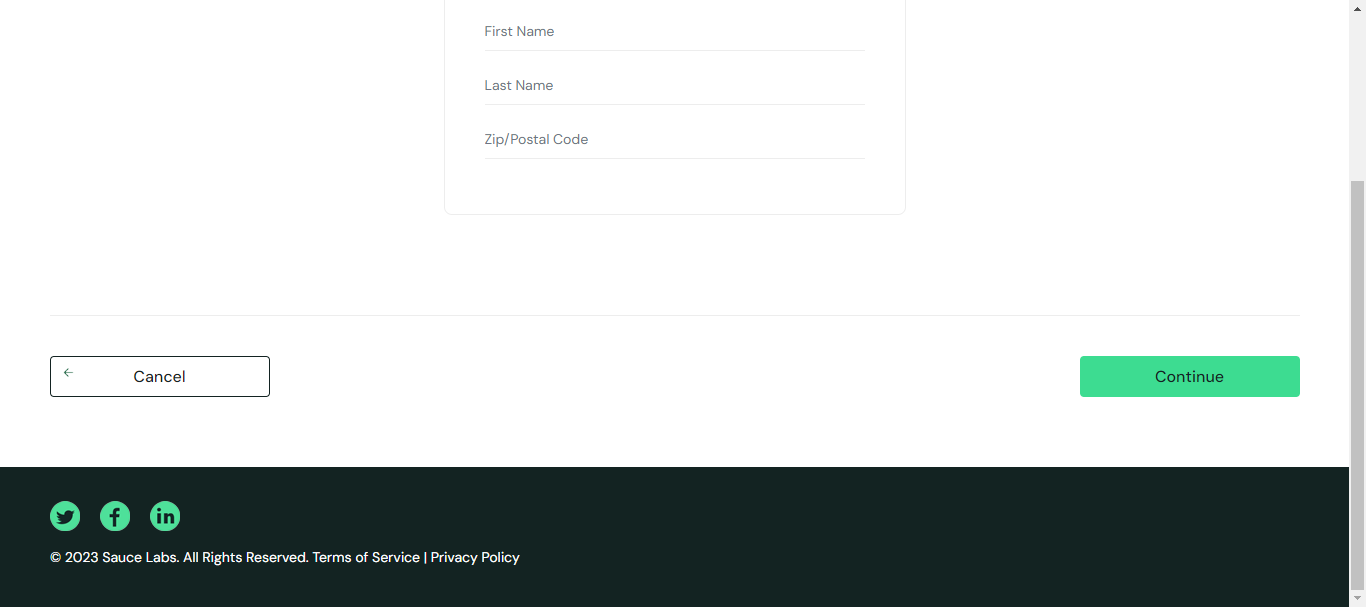 First Name
Last Name
Zip/Postal Code
Cancel
Continue
© 2023 Sauce Labs. All Rights Reserved. Terms of Service | Privacy Policy